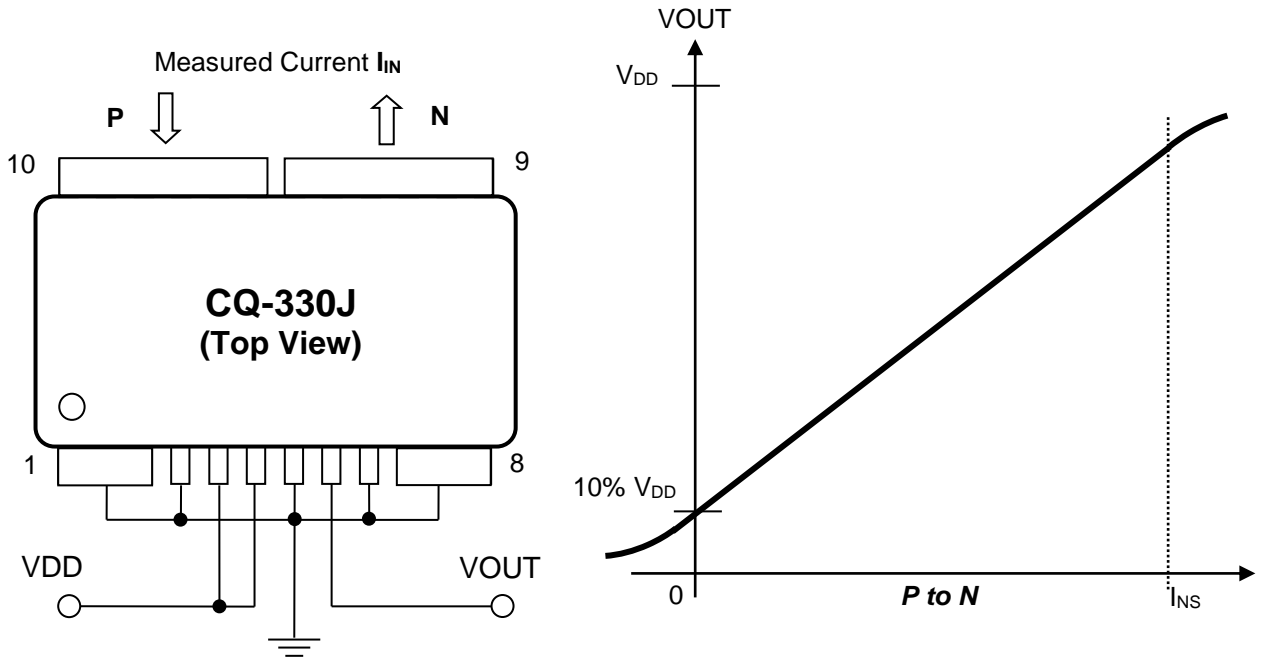 Measured Current IIN
P
N
10
9
CQ-330J
(Top View)
1
8
VDD
VOUT
VOUT
VDD
10% VDD
0
P to N
INS